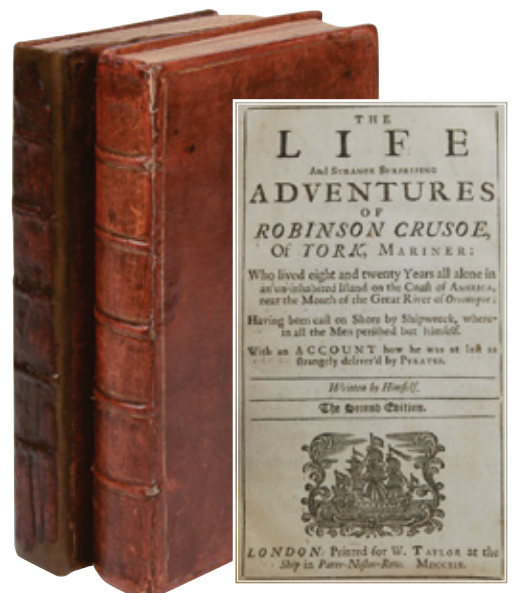 THE
LIFE
And STRANGE SURPRIZING
ADVENTURES
OF
ROBINSON CRUSOE,
Of YORK, MARINER:
Who lived eight and twenty Years all alone in
an un-inhabited Island on the Coast of AMERICA,
near the Mouth of the Great River of Oroonoque;
Having been cast on Shore by Shipwreck, where-
in all the Men perished but himself.
With an ACCOUNT how he was at last as
strangely deliver'd by PYRATES.
Written by Himself.
The Second Edition.
LONDON: Printed for W. TAYLOR at the
Ship in Pater-Noster-Row. MDCCXIX.